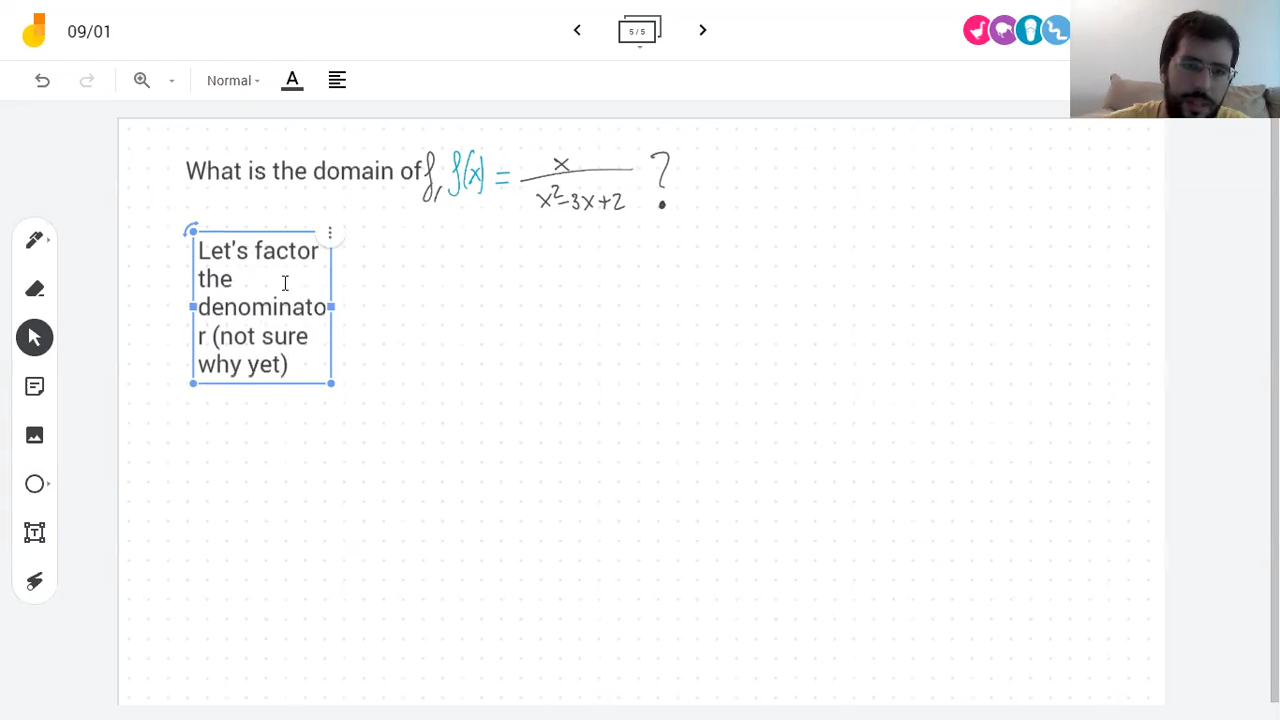 09/01
5 / 5
Normal
A
What is the domain of f, f(x) = x / x²-3x+2 ?
Let's factor
the
denominato
r (not sure
why yet)
T